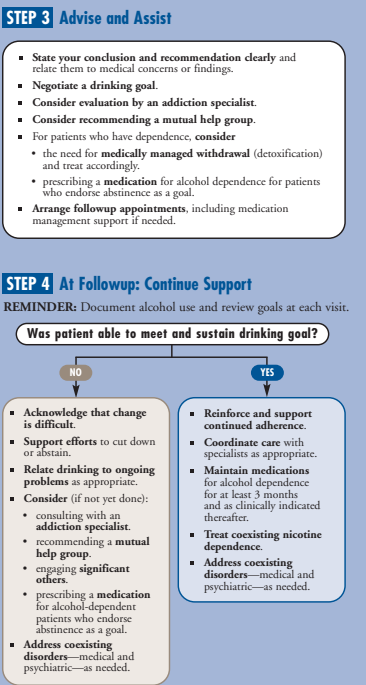 STEP 3 Advise and Assist
▪ State your conclusion and recommendation clearly and
relate them to medical concerns or findings.
▪ Negotiate a drinking goal.
▪ Consider evaluation by an addiction specialist.
▪ Consider recommending a mutual help group.
▪ For patients who have dependence, consider
• the need for medically managed withdrawal (detoxification)
and treat accordingly.
• prescribing a medication for alcohol dependence for patients
who endorse abstinence as a goal.
▪ Arrange followup appointments, including medication
management support if needed.
STEP 4 At Followup: Continue Support
REMINDER: Document alcohol use and review goals at each visit.
Was patient able to meet and sustain drinking goal?
NO
▪ Acknowledge that change
is difficult.
▪ Support efforts to cut down
or abstain.
▪ Relate drinking to ongoing
problems as appropriate.
▪ Consider (if not yet done):
• consulting with an
addiction specialist.
• recommending a mutual
help group.
• engaging significant
others.
• prescribing a medication
for alcohol-dependent
patients who endorse
abstinence as a goal.
▪ Address coexisting
disorders—medical and
psychiatric—as needed.
YES
▪ Reinforce and support
continued adherence.
▪ Coordinate care with
specialists as appropriate.
▪ Maintain medications
for alcohol dependence
for at least 3 months
and as clinically indicated
thereafter.
▪ Treat coexisting nicotine
dependence.
▪ Address coexisting
disorders—medical and
psychiatric—as needed.